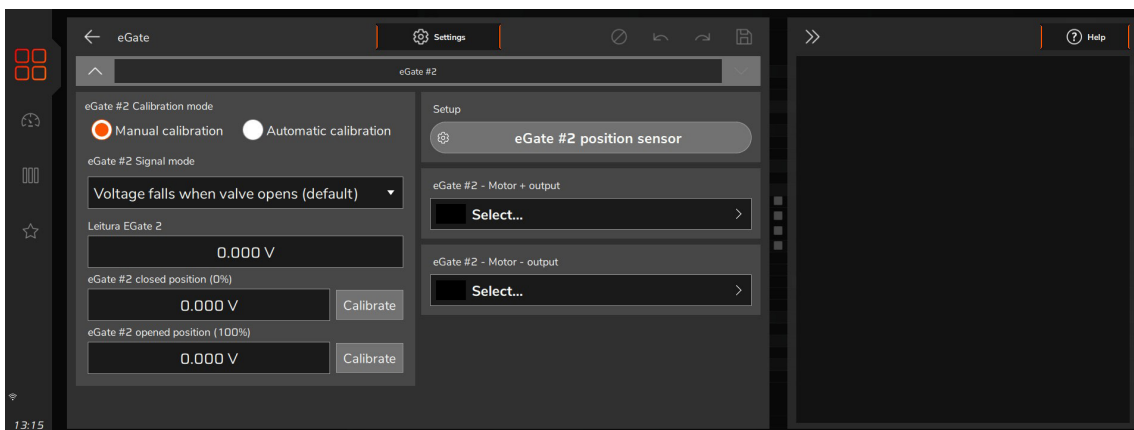 eGate
Settings
Help
eGate #2
eGate #2 Calibration mode
Manual calibration
Automatic calibration
eGate #2 Signal mode
Voltage falls when valve opens (default)
Leitura EGate 2
0.000 V
eGate #2 closed position (0%)
0.000 V
Calibrate
eGate #2 opened position (100%)
0.000 V
Calibrate
Setup
eGate #2 position sensor
eGate #2 - Motor + output
Select...
eGate #2 - Motor - output
Select...
13:15